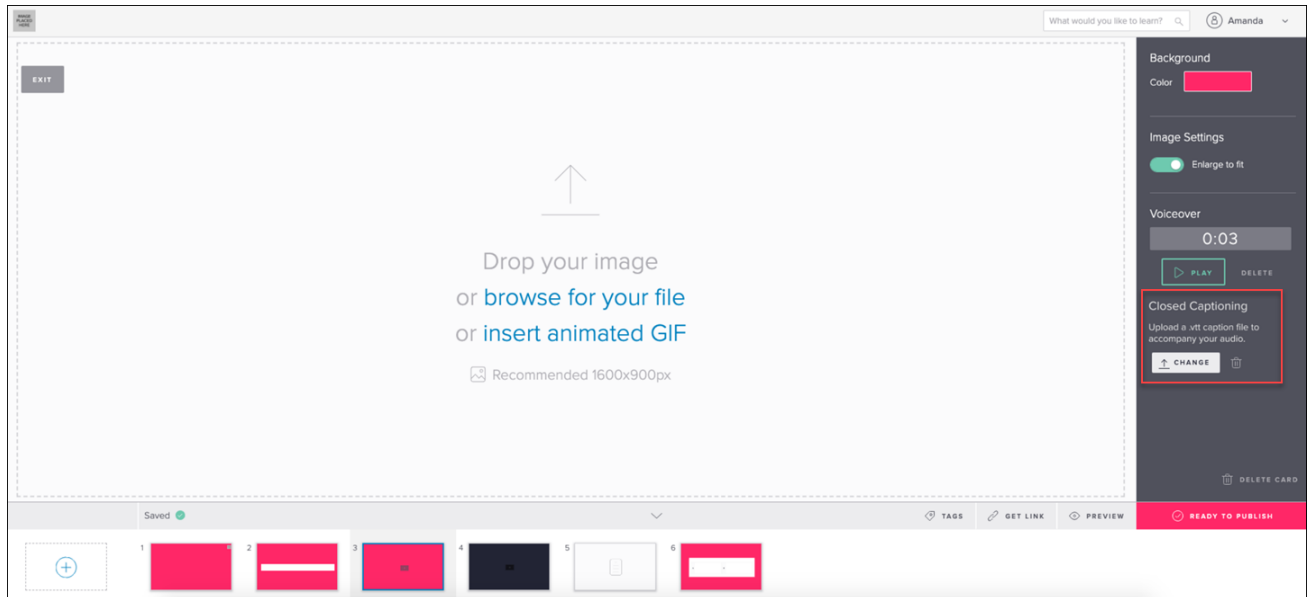 IMAGE
PLACED
HERE
What would you like to learn?
Amanda
EXIT
Drop your image
or browse for your file
or insert animated GIF
Recommended 1600x900px
Background
Color
Image Settings
Enlarge to fit
Voiceover
0:03
PLAY DELETE
Closed Captioning
Upload a .vtt caption file to
accompany your audio.
CHANGE
DELETE CARD
Saved
TAGS GET LINK PREVIEW READY TO PUBLISH
1 2 3 4 5 6